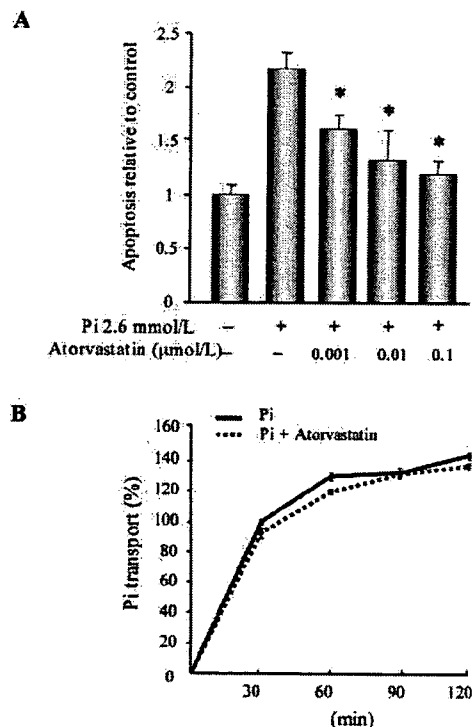 A
Apoptosis relative to control
2.5
2
1.5
1
0.5
0
* * *
Pi 2.6 mmol/L − + + + +
Atorvastatin (μmol/L) − − 0.001 0.01 0.1
B
Pi
Pi + Atorvastatin
Pi transport (%)
160
140
120
100
80
60
40
20
0
30 60 90 120
(min)